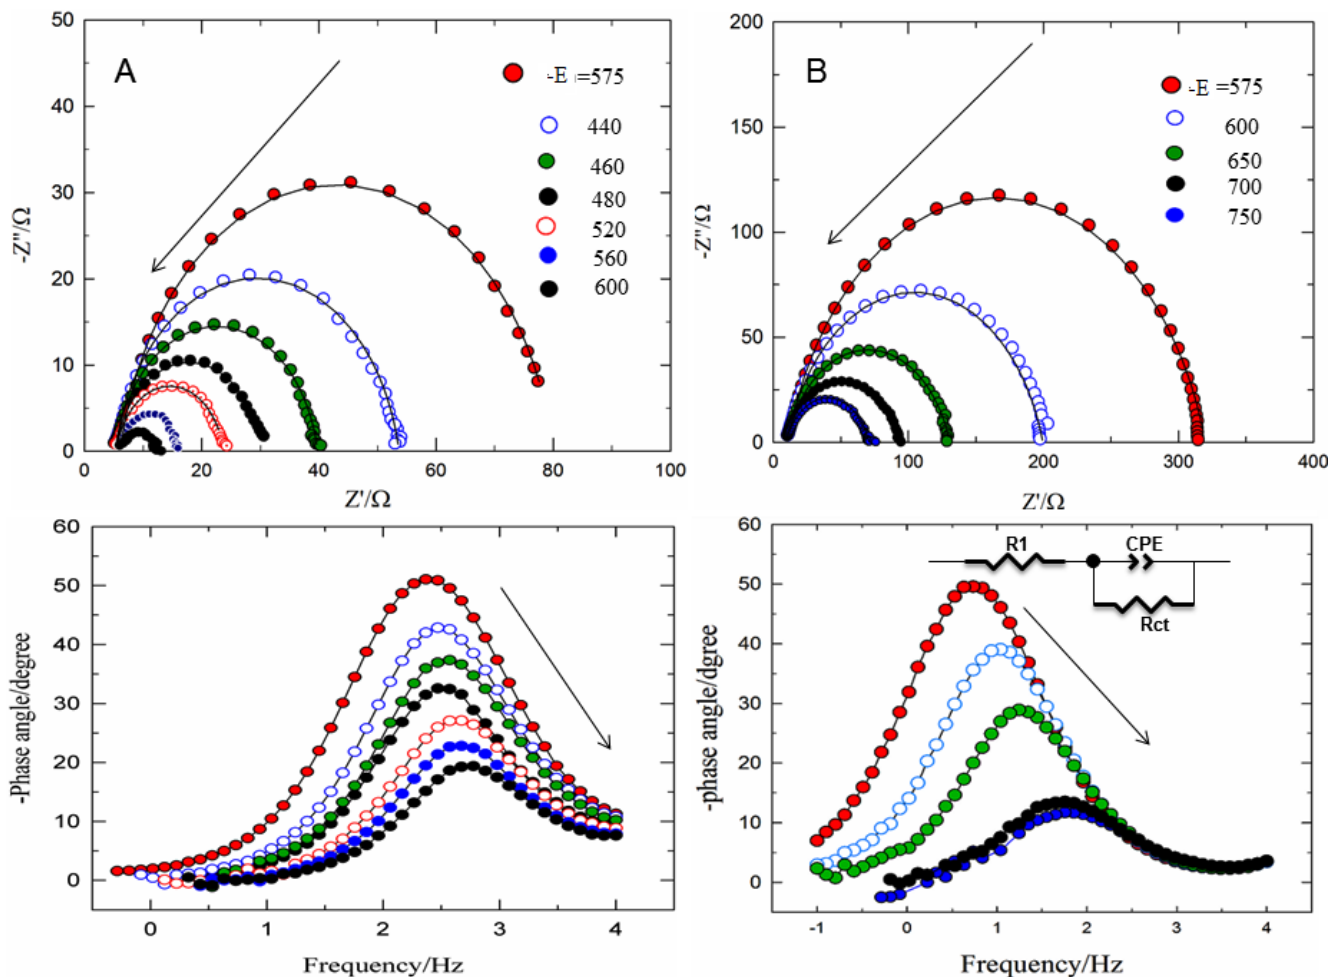 A
-E =575
440
460
480
520
560
600
50
40
30
20
10
0
-Z''/Ω
0 20 40 60 80 100
Z'/Ω
B
-E =575
600
650
700
750
200
150
100
50
0
-Z''/Ω
0 100 200 300 400
Z'/Ω
60
50
40
30
20
10
0
-Phase angle/degree
0 1 2 3 4
Frequency/Hz
R1
CPE
Rct
60
50
40
30
20
10
0
-phase angle/dgree
-1 0 1 2 3 4
Frequency/Hz